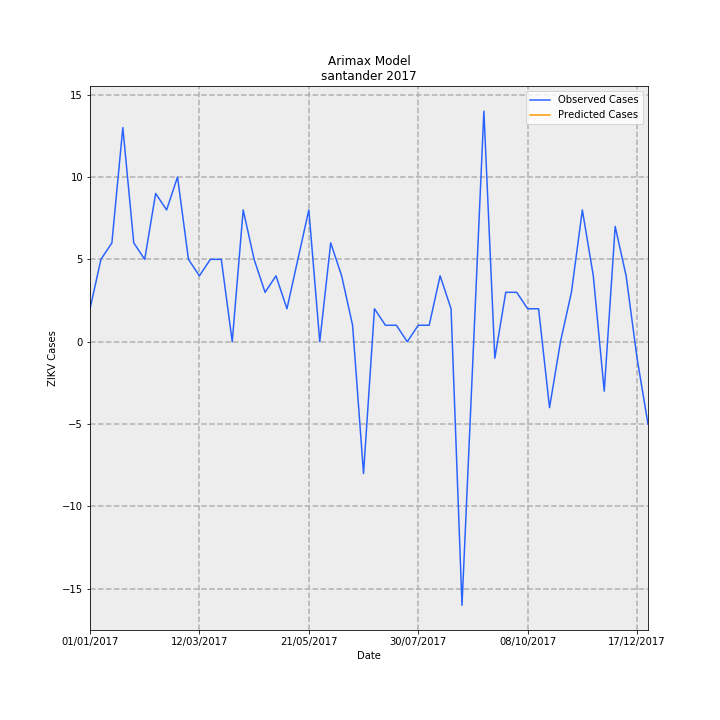 Arimax Model
santander 2017
Observed Cases
Predicted Cases
15
10
5
0
−5
−10
−15
ZIKV Cases
01/01/2017 12/03/2017 21/05/2017 30/07/2017 08/10/2017 17/12/2017
Date